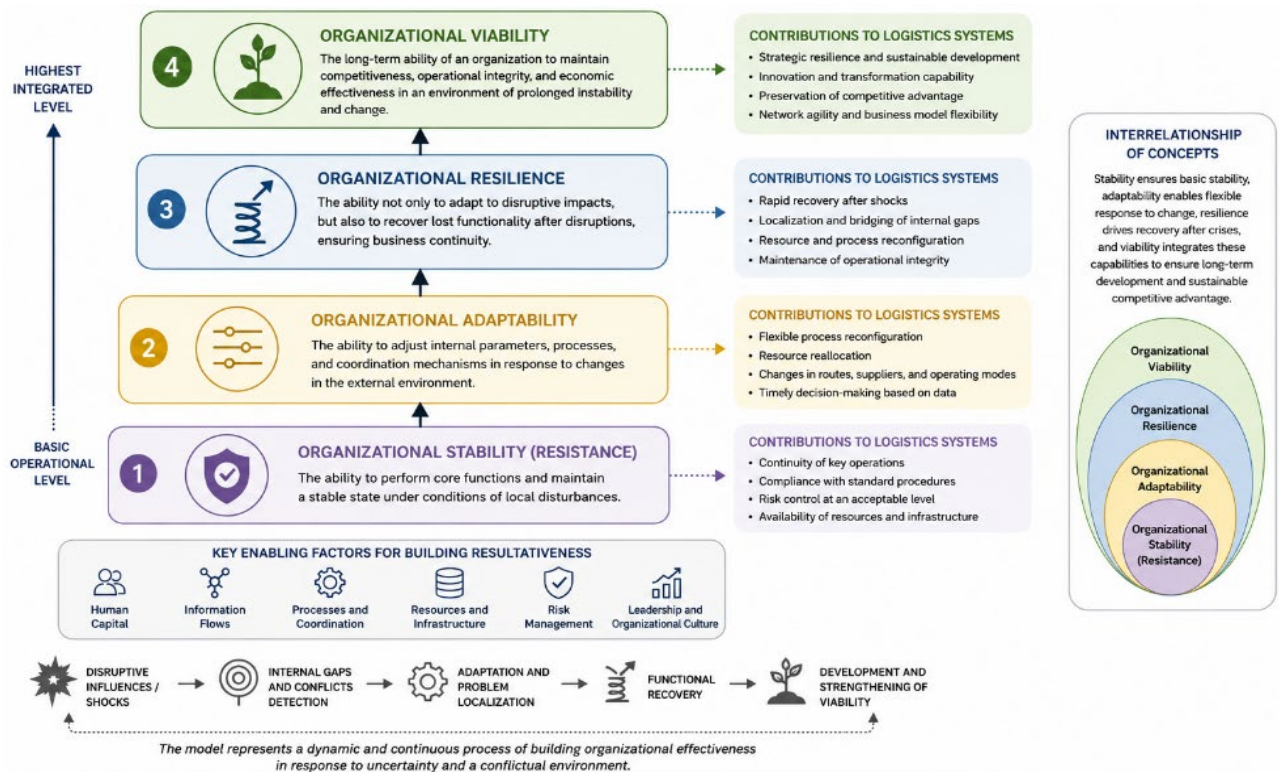 HIGHEST
INTEGRATED
LEVEL
BASIC
OPERATIONAL
LEVEL
4
ORGANIZATIONAL VIABILITY
The long-term ability of an organization to maintain
competitiveness, operational integrity, and economic
effectiveness in an environment of prolonged instability
and change.
CONTRIBUTIONS TO LOGISTICS SYSTEMS
• Strategic resilience and sustainable development
• Innovation and transformation capability
• Preservation of competitive advantage
• Network agility and business model flexibility
3
ORGANIZATIONAL RESILIENCE
The ability not only to adapt to disruptive impacts,
but also to recover lost functionality after disruptions,
ensuring business continuity.
CONTRIBUTIONS TO LOGISTICS SYSTEMS
• Rapid recovery after shocks
• Localization and bridging of internal gaps
• Resource and process reconfiguration
• Maintenance of operational integrity
2
ORGANIZATIONAL ADAPTABILITY
The ability to adjust internal parameters, processes,
and coordination mechanisms in response to changes
in the external environment.
CONTRIBUTIONS TO LOGISTICS SYSTEMS
• Flexible process reconfiguration
• Resource reallocation
• Changes in routes, suppliers, and operating modes
• Timely decision-making based on data
1
ORGANIZATIONAL STABILITY (RESISTANCE)
The ability to perform core functions and maintain
a stable state under conditions of local disturbances.
CONTRIBUTIONS TO LOGISTICS SYSTEMS
• Continuity of key operations
• Compliance with standard procedures
• Risk control at an acceptable level
• Availability of resources and infrastructure
INTERRELATIONSHIP
OF CONCEPTS
Stability ensures basic stability,
adaptability enables flexible
response to change, resilience
drives recovery after crises,
and viability integrates these
capabilities to ensure long-term
development and sustainable
competitive advantage.
Organizational
Viability
Organizational
Resilience
Organizational
Adaptability
Organizational
Stability
(Resistance)
KEY ENABLING FACTORS FOR BUILDING RESULTATIVENESS
Human
Capital
Information
Flows
Processes and
Coordination
Resources and
Infrastructure
Risk
Management
Leadership and
Organizational Culture
DISRUPTIVE
INFLUENCES /
SHOCKS
INTERNAL GAPS
AND CONFLICTS
DETECTION
ADAPTATION AND
PROBLEM
LOCALIZATION
FUNCTIONAL
RECOVERY
DEVELOPMENT AND
STRENGTHENING OF
VIABILITY
The model represents a dynamic and continuous process of building organizational effectiveness
in response to uncertainty and a conflictual environment.